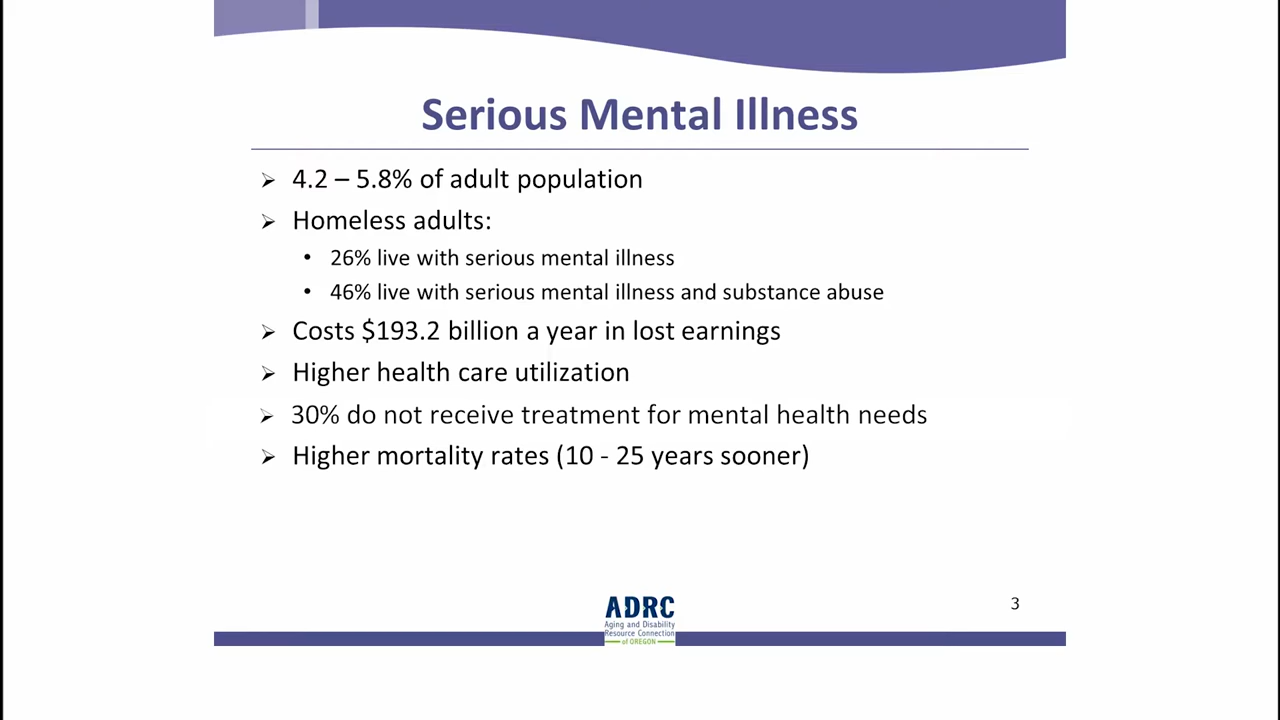 Serious Mental Illness
➢ 4.2 – 5.8% of adult population
➢ Homeless adults:
• 26% live with serious mental illness
• 46% live with serious mental illness and substance abuse
➢ Costs $193.2 billion a year in lost earnings
➢ Higher health care utilization
➢ 30% do not receive treatment for mental health needs
➢ Higher mortality rates (10 - 25 years sooner)
3
ADRC
Aging and Disability
Resource Connection
of OREGON